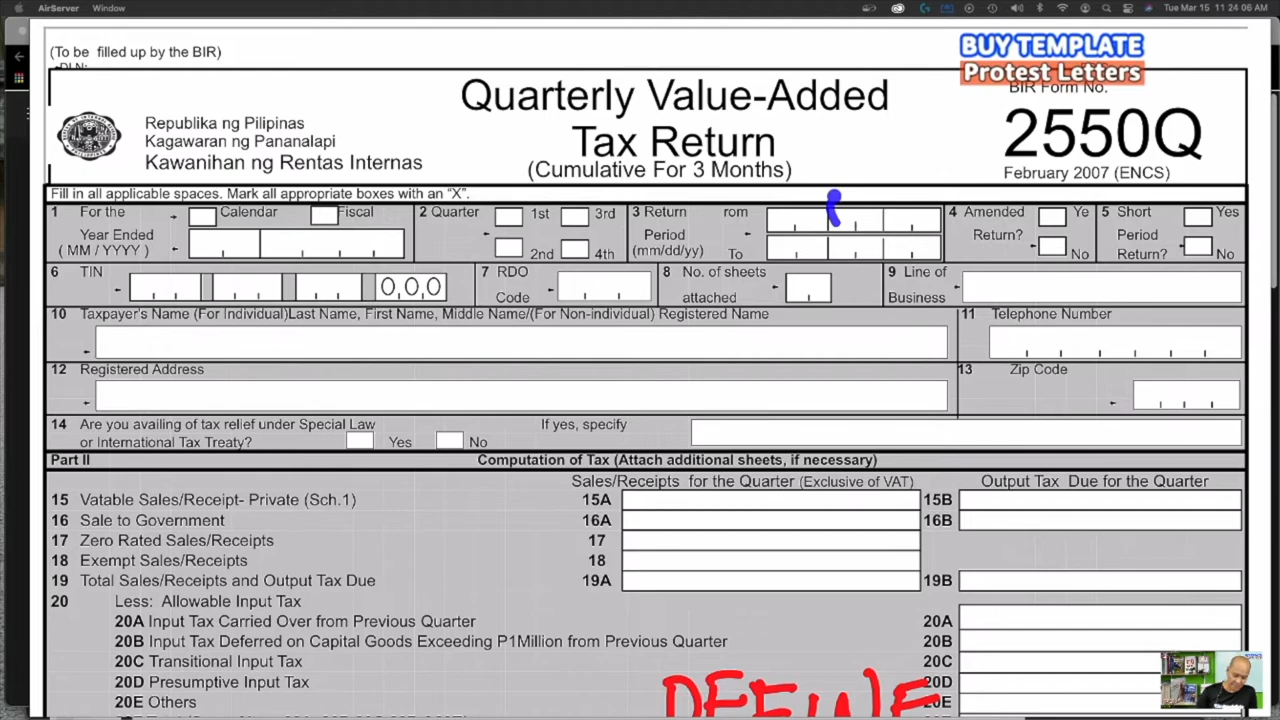 AirServer Window Tue Mar 15 11:24:06 AM
(To be filled up by the BIR)
DLN:
BUY TEMPLATE
Protest Letters
Republika ng Pilipinas
Kagawaran ng Pananalapi
Kawanihan ng Rentas Internas
Quarterly Value-Added
Tax Return
(Cumulative For 3 Months)
BIR Form No.
2550Q
February 2007 (ENCS)
Fill in all applicable spaces. Mark all appropriate boxes with an “X”.
1 For the Calendar Fiscal
Year Ended
( MM / YYYY )
2 Quarter 1st 3rd
2nd 4th
3 Return rom
Period
(mm/dd/yy) To
4 Amended Ye
Return? No
5 Short Yes
Period
Return? No
6 TIN 0 0 0
7 RDO
Code
8 No. of sheets
attached
9 Line of
Business
10 Taxpayer's Name (For Individual)Last Name, First Name, Middle Name/(For Non-individual) Registered Name
11 Telephone Number
12 Registered Address
13 Zip Code
14 Are you availing of tax relief under Special Law
or International Tax Treaty? Yes No
If yes, specify
Part II Computation of Tax (Attach additional sheets, if necessary)
Sales/Receipts for the Quarter (Exclusive of VAT) Output Tax Due for the Quarter
15 Vatable Sales/Receipt- Private (Sch.1) 15A 15B
16 Sale to Government 16A 16B
17 Zero Rated Sales/Receipts 17
18 Exempt Sales/Receipts 18
19 Total Sales/Receipts and Output Tax Due 19A 19B
20 Less: Allowable Input Tax
20A Input Tax Carried Over from Previous Quarter 20A
20B Input Tax Deferred on Capital Goods Exceeding P1Million from Previous Quarter 20B
20C Transitional Input Tax 20C
20D Presumptive Input Tax 20D
20E Others 20E